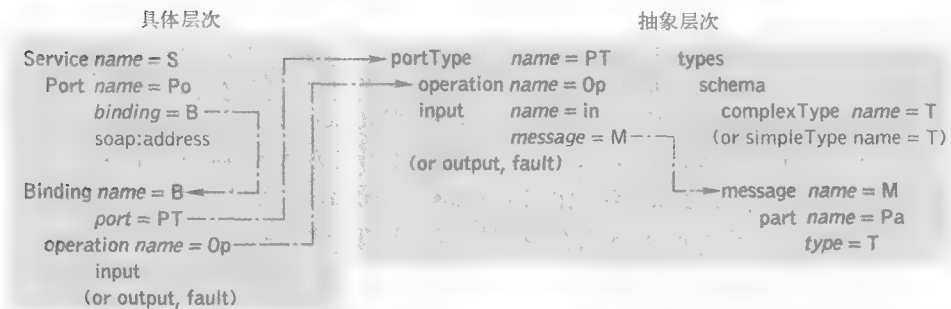 具体层次
Service name = S
Port name = Po
binding = B
soap:address
Binding name = B
port = PT
operation name = Op
input
(or output, fault)
抽象层次
portType name = PT
operation name = Op
input name = in
message = M
(or output, fault)
types
schema
complexType name = T
(or simpleType name = T)
message name = M
part name = Pa
type = T